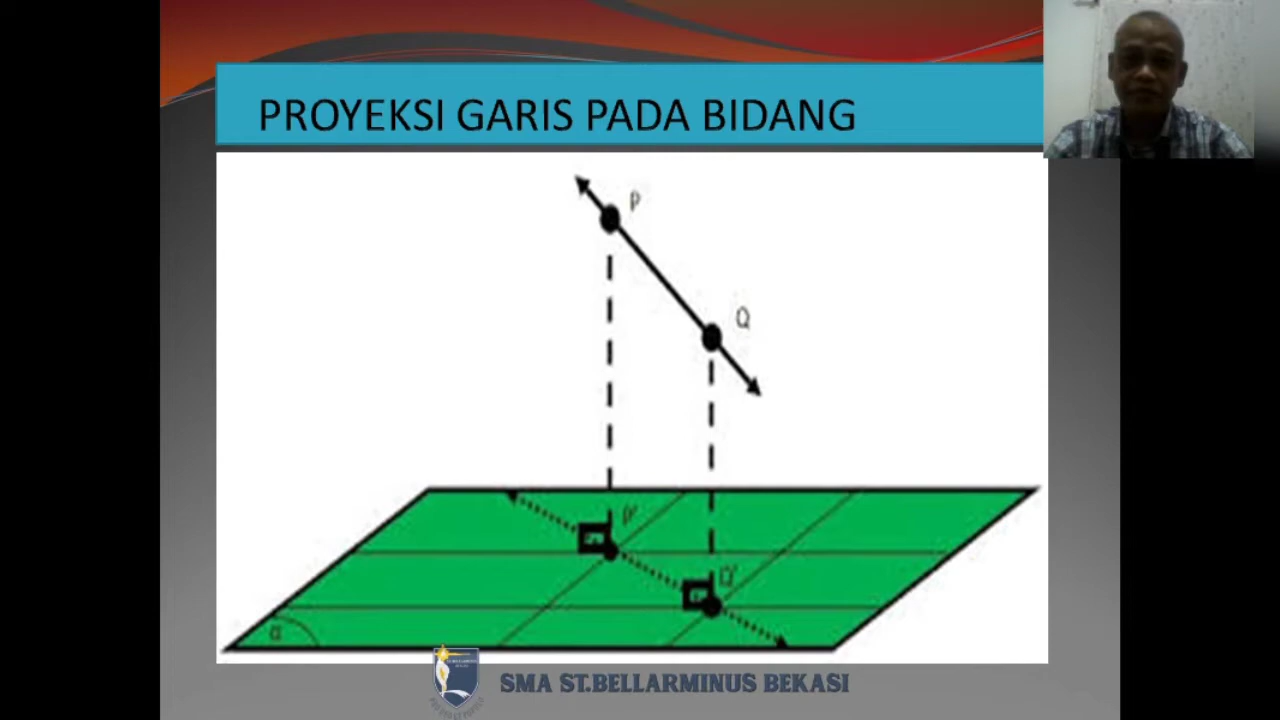 PROYEKSI GARIS PADA BIDANG
P
Q
P'
Q'
α
SMA ST.BELLARMINUS BEKASI